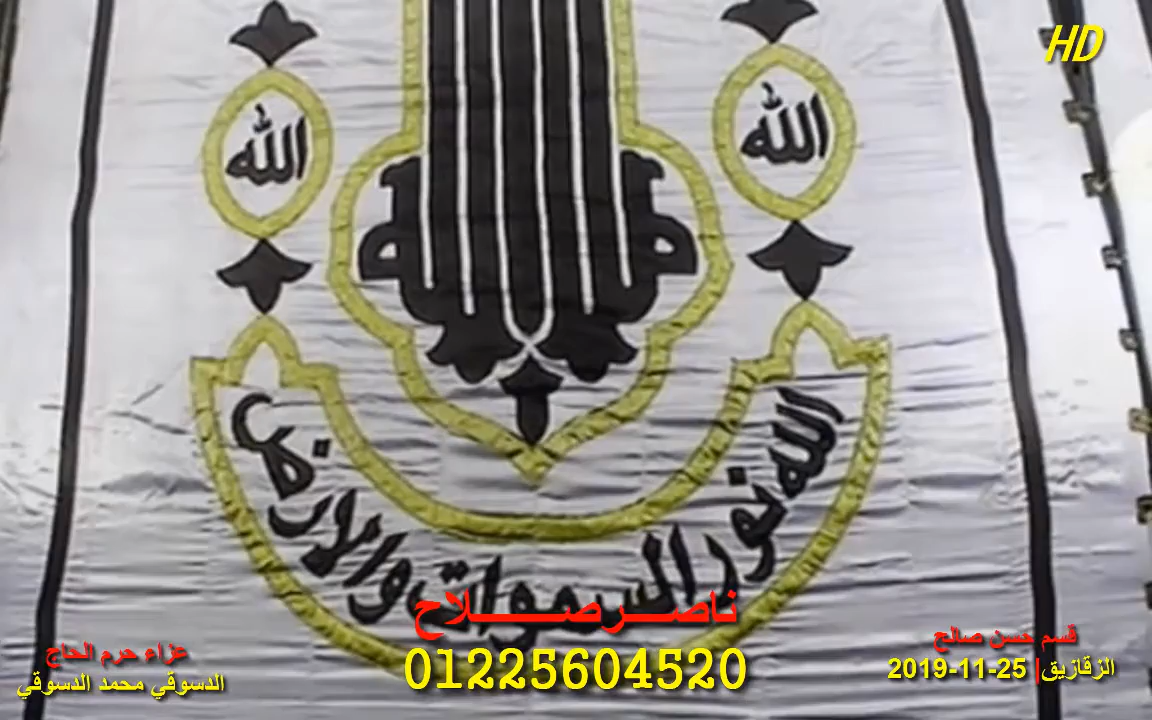 HD
الله
الله
الله نور السموات والارض
ناصر صلاح
01225604520
قسم حسن صالح
الزقازيق | 25-11-2019
عزاء حرم الحاج
الدسوقي محمد الدسوقي